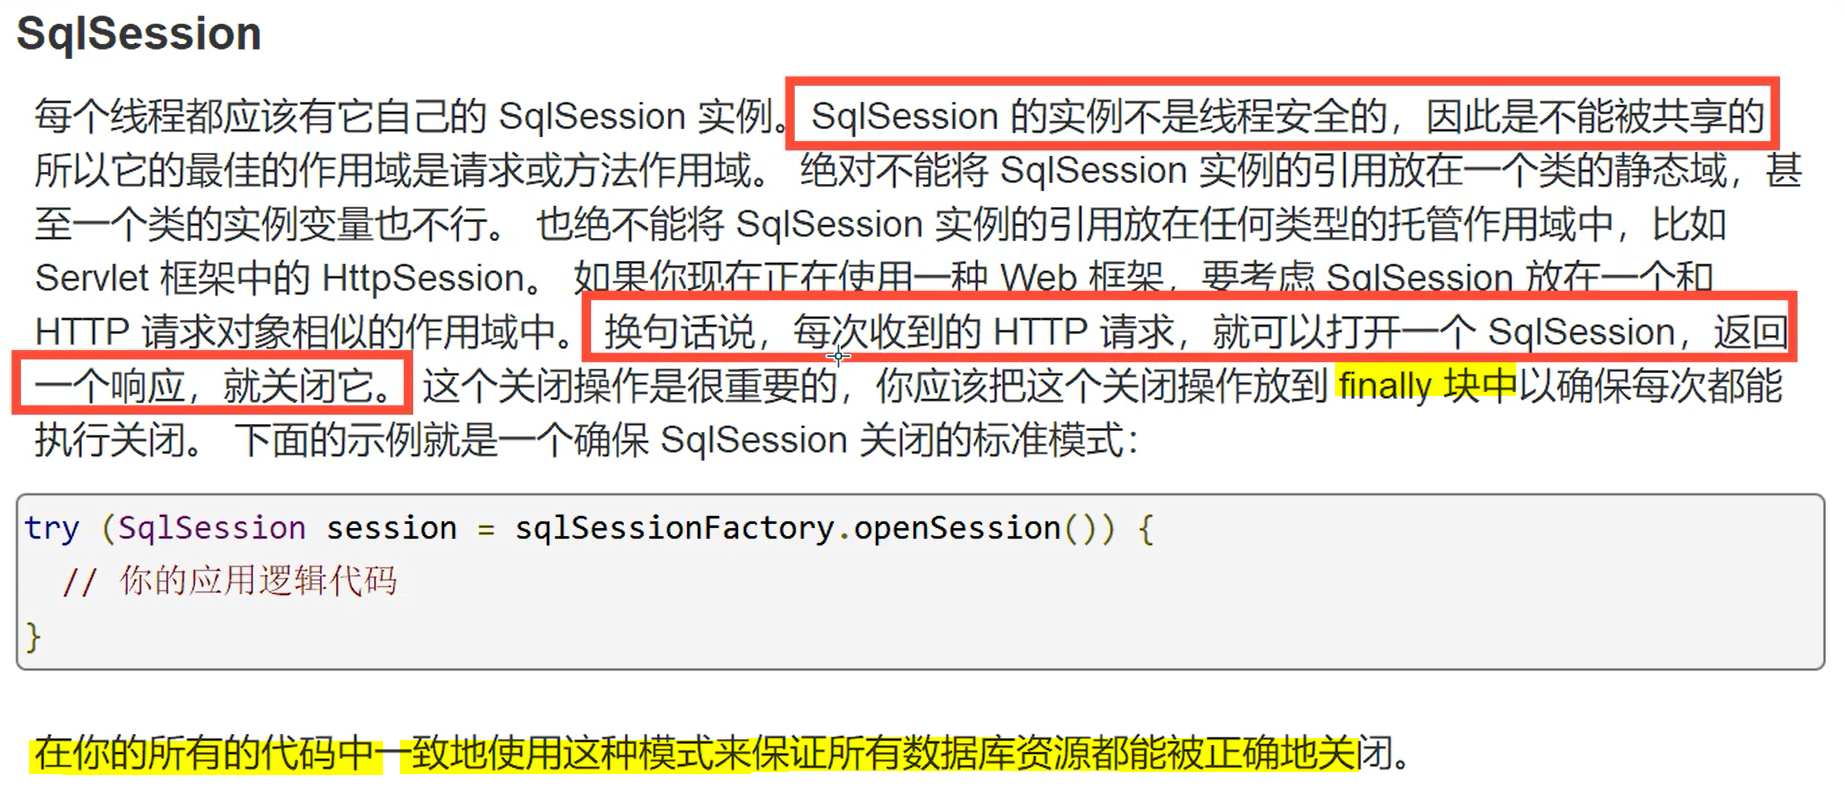 SqlSession
每个线程都应该有它自己的 SqlSession 实例。 SqlSession 的实例不是线程安全的，因此是不能被共享的
所以它的最佳的作用域是请求或方法作用域。 绝对不能将 SqlSession 实例的引用放在一个类的静态域，甚
至一个类的实例变量也不行。 也绝不能将 SqlSession 实例的引用放在任何类型的托管作用域中，比如
Servlet 框架中的 HttpSession。 如果你现在正在使用一种 Web 框架，要考虑 SqlSession 放在一个和
HTTP 请求对象相似的作用域中。 换句话说，每次收到的 HTTP 请求，就可以打开一个 SqlSession，返回
一个响应，就关闭它。 这个关闭操作是很重要的，你应该把这个关闭操作放到 finally 块中以确保每次都能
执行关闭。 下面的示例就是一个确保 SqlSession 关闭的标准模式：
try (SqlSession session = sqlSessionFactory.openSession()) {
// 你的应用逻辑代码
}
在你的所有的代码中一致地使用这种模式来保证所有数据库资源都能被正确地关闭。